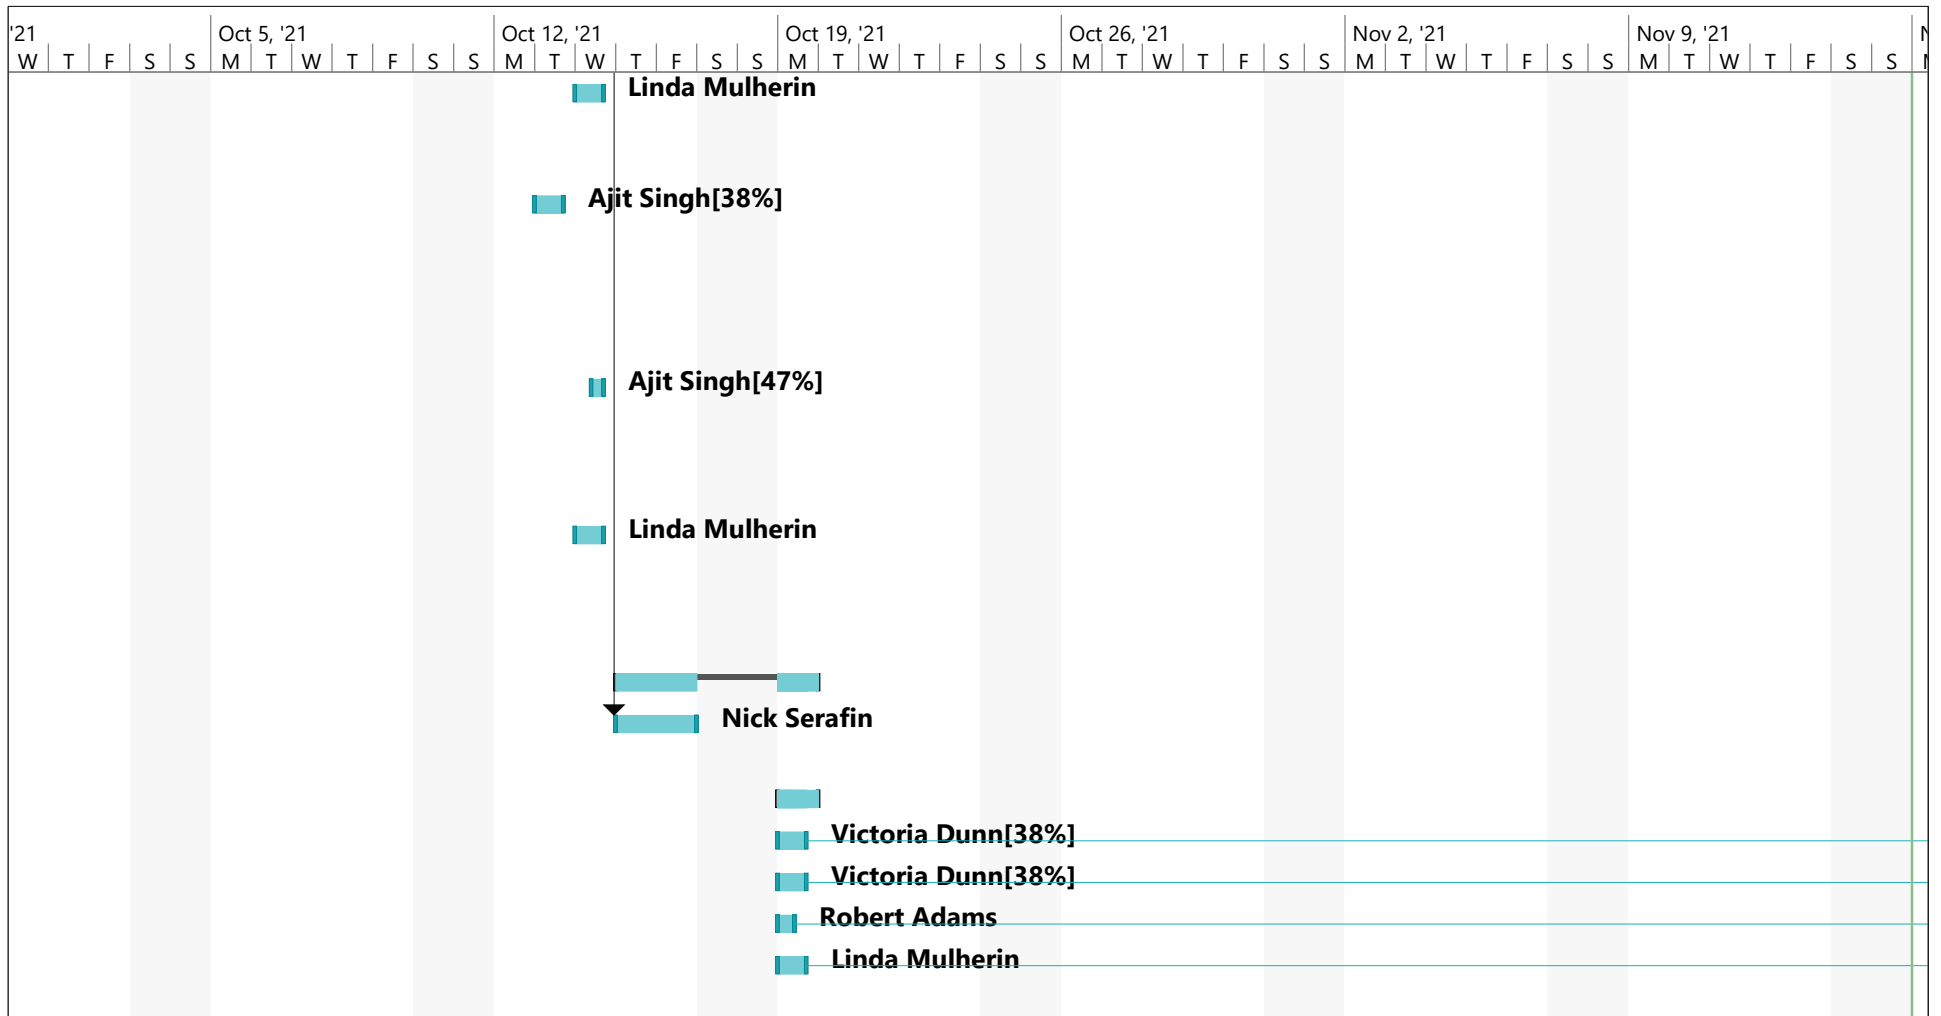 '21 Oct 5, '21 Oct 12, '21 Oct 19, '21 Oct 26, '21 Nov 2, '21 Nov 9, '21
W T F S S M T W T F S S M T W T F S S M T W T F S S M T W T F S S M T W T F S S M T W T F S S
Linda Mulherin
Ajit Singh[38%]
Ajit Singh[47%]
Linda Mulherin
Nick Serafin
Victoria Dunn[38%]
Victoria Dunn[38%]
Robert Adams
Linda Mulherin